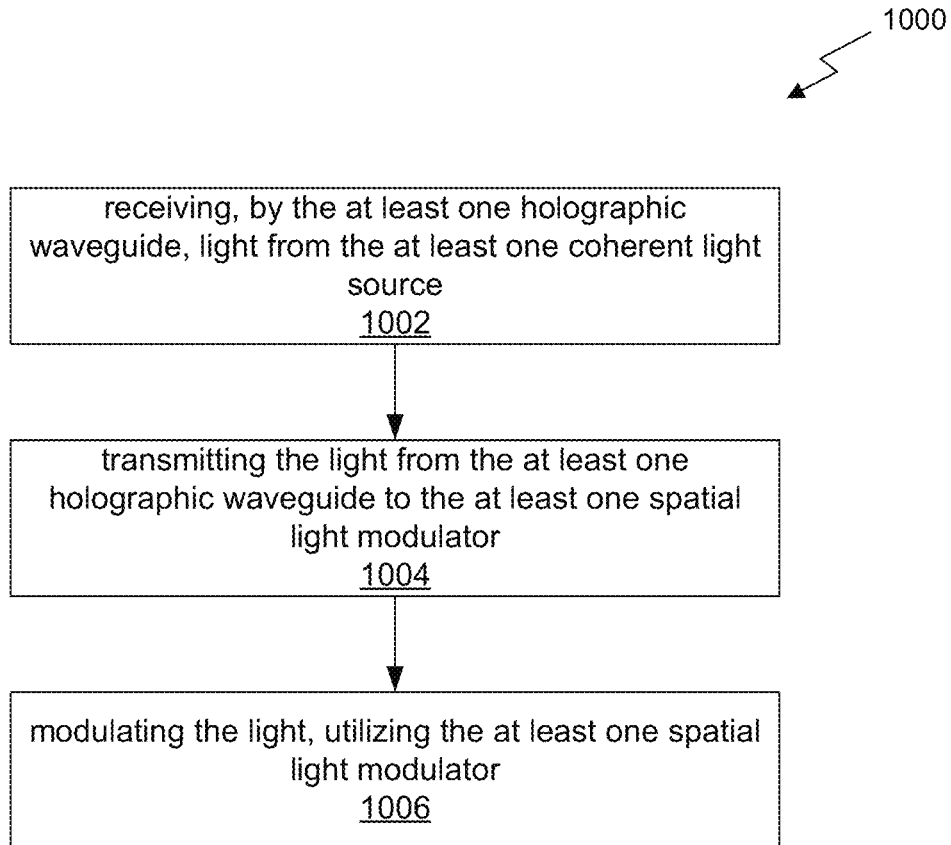 1000
receiving, by the at least one holographic
waveguide, light from the at least one coherent light
source
1002
transmitting the light from the at least one
holographic waveguide to the at least one spatial
light modulator
1004
modulating the light, utilizing the at least one spatial
light modulator
1006